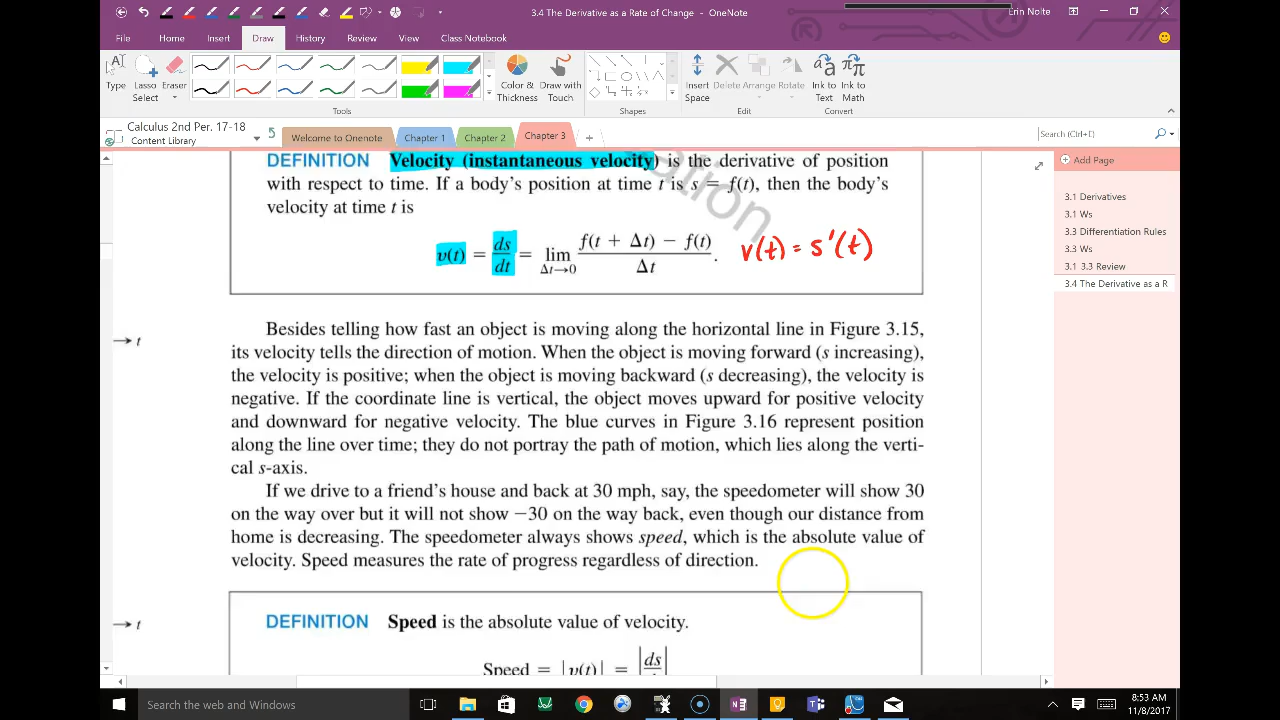 3.4 The Derivative as a Rate of Change - OneNote
Erin Nolte
File Home Insert Draw History Review View Class Notebook
Type
Lasso Select
Eraser
Color & Thickness
Draw with Touch
Insert Space
Delete
Arrange
Rotate
Ink to Text
Ink to Math
Tools
Shapes
Edit
Convert
Calculus 2nd Per. 17-18
Content Library
Welcome to Onenote
Chapter 1
Chapter 2
Chapter 3
Search (Ctrl+E)
Add Page
3.1 Derivatives
3.1 Ws
3.3 Differentiation Rules
3.3 Ws
3.1 3.3 Review
3.4 The Derivative as a R
DEFINITION Velocity (instantaneous velocity) is the derivative of position
with respect to time. If a body's position at time t is s = f(t), then the body's
velocity at time t is
v(t) = ds/dt = lim Δt→0 f(t + Δt) − f(t) / Δt. v(t) = s'(t)
Besides telling how fast an object is moving along the horizontal line in Figure 3.15,
→ t
its velocity tells the direction of motion. When the object is moving forward (s increasing),
the velocity is positive; when the object is moving backward (s decreasing), the velocity is
negative. If the coordinate line is vertical, the object moves upward for positive velocity
and downward for negative velocity. The blue curves in Figure 3.16 represent position
along the line over time; they do not portray the path of motion, which lies along the verti-
cal s-axis.
If we drive to a friend's house and back at 30 mph, say, the speedometer will show 30
on the way over but it will not show −30 on the way back, even though our distance from
home is decreasing. The speedometer always shows speed, which is the absolute value of
velocity. Speed measures the rate of progress regardless of direction.
→ t
DEFINITION Speed is the absolute value of velocity.
Speed = |v(t)| = |ds
Search the web and Windows
8:53 AM
11/8/2017